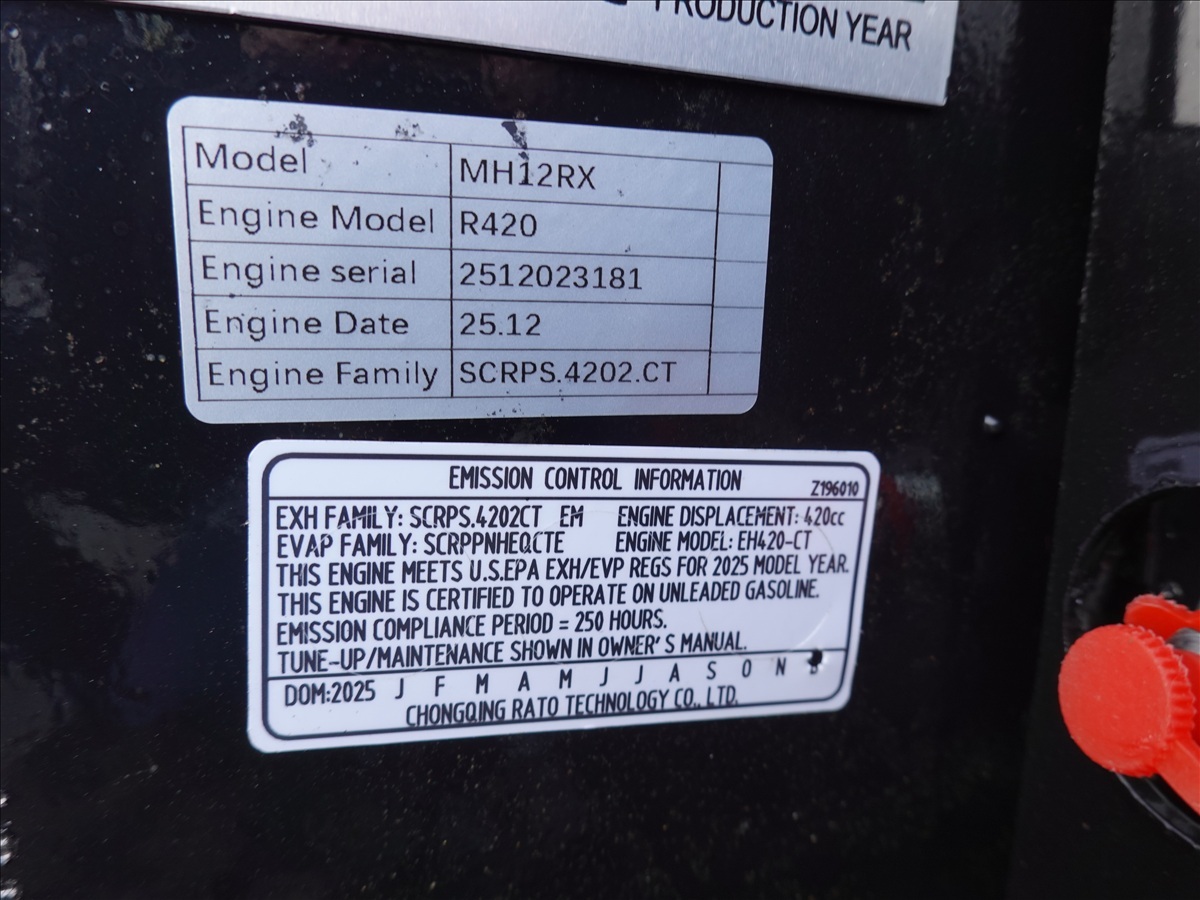 PRODUCTION YEAR
Model MH12RX
Engine Model R420
Engine serial 2512023181
Engine Date 25.12
Engine Family SCRPS.4202.CT
EMISSION CONTROL INFORMATION Z196010
EXH FAMILY: SCRPS.4202CT EM ENGINE DISPLACEMENT: 420cc
EVAP FAMILY: SCRPPNHEQCTE ENGINE MODEL: EH420-CT
THIS ENGINE MEETS U.S.EPA EXH/EVP REGS FOR 2025 MODEL YEAR.
THIS ENGINE IS CERTIFIED TO OPERATE ON UNLEADED GASOLINE.
EMISSION COMPLIANCE PERIOD = 250 HOURS.
TUNE-UP/MAINTENANCE SHOWN IN OWNER'S MANUAL.
DOM:2025 J F M A M J J A S O N
CHONGQING RATO TECHNOLOGY CO., LTD.